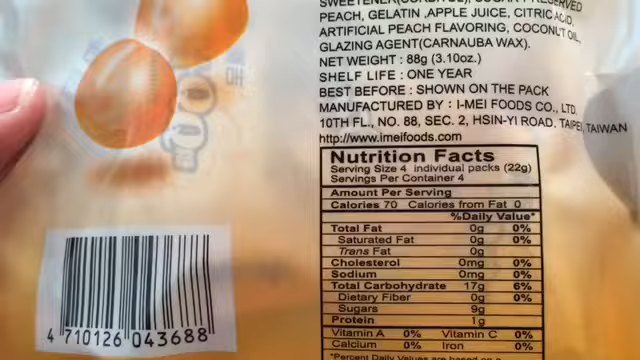 PEACH, GELATIN ,APPLE JUICE, CITRIC ACID,
ARTIFICIAL PEACH FLAVORING, COCONUT OIL,
GLAZING AGENT(CARNAUBA WAX).
NET WEIGHT : 88g (3.10oz.)
SHELF LIFE : ONE YEAR
BEST BEFORE : SHOWN ON THE PACK
MANUFACTURED BY : I-MEI FOODS CO., LTD.
10TH FL., NO. 88, SEC. 2, HSIN-YI ROAD. TAIPEI, TAIWAN
http://www.imeifoods.com
Nutrition Facts
Serving Size 4 individual packs (22g)
Servings Per Container 4
Amount Per Serving
Calories 70 Calories from Fat 0
%Daily Value*
Total Fat 0g 0%
Saturated Fat 0g 0%
Trans Fat 0g
Cholesterol 0mg 0%
Sodium 0mg 0%
Total Carbohydrate 17g 6%
Dietary Fiber 0g 0%
Sugars 9g
Protein 1g
Vitamin A 0% Vitamin C 0%
Calcium 0% Iron 0%
*Percent Daily Values are based on a
4 710126 043688